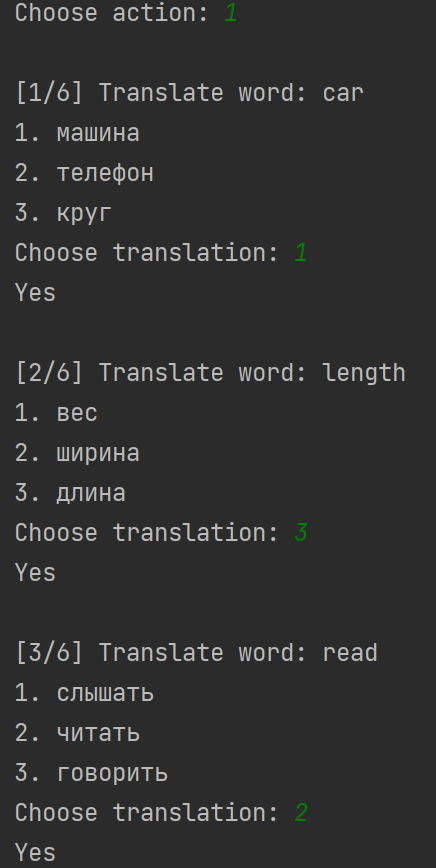 Choose action: 1
[1/6] Translate word: car
1. машина
2. телефон
3. круг
Choose translation: 1
Yes
[2/6] Translate word: length
1. вес
2. ширина
3. длина
Choose translation: 3
Yes
[3/6] Translate word: read
1. слышать
2. читать
3. говорить
Choose translation: 2
Yes